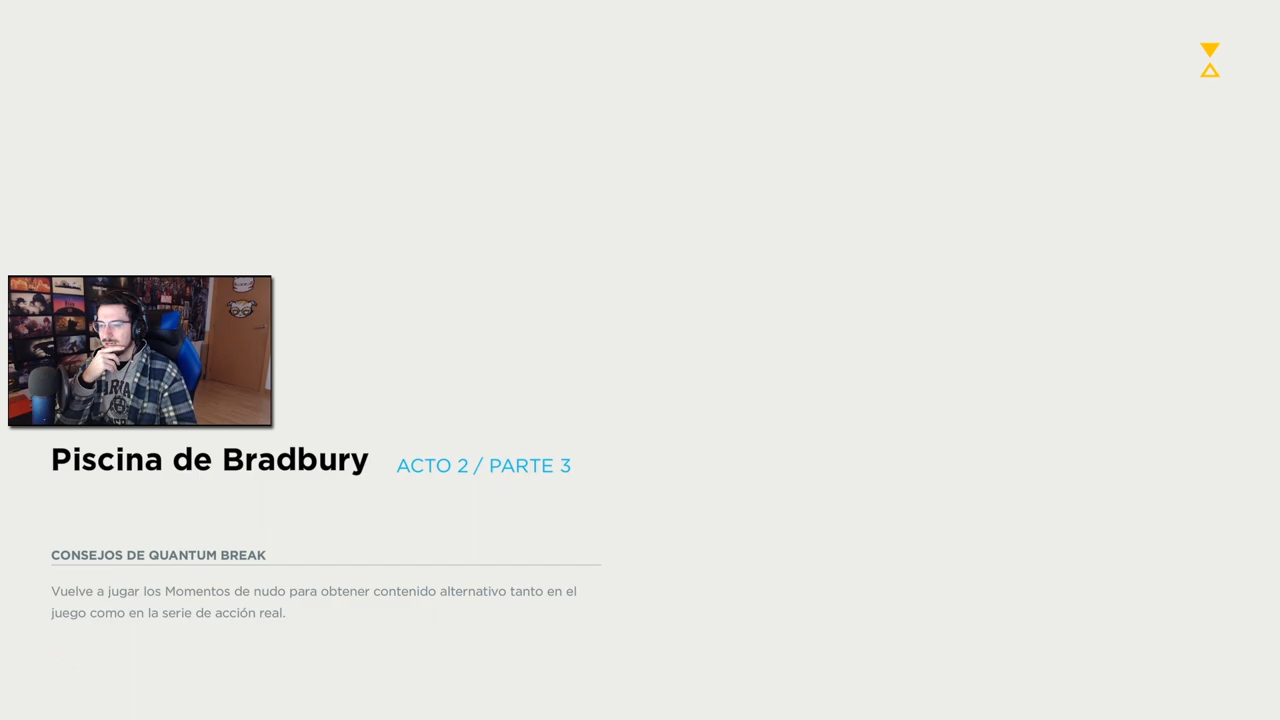 Piscina de Bradbury ACTO 2 / PARTE 3
CONSEJOS DE QUANTUM BREAK
Vuelve a jugar los Momentos de nudo para obtener contenido alternativo tanto en el
juego como en la serie de acción real.